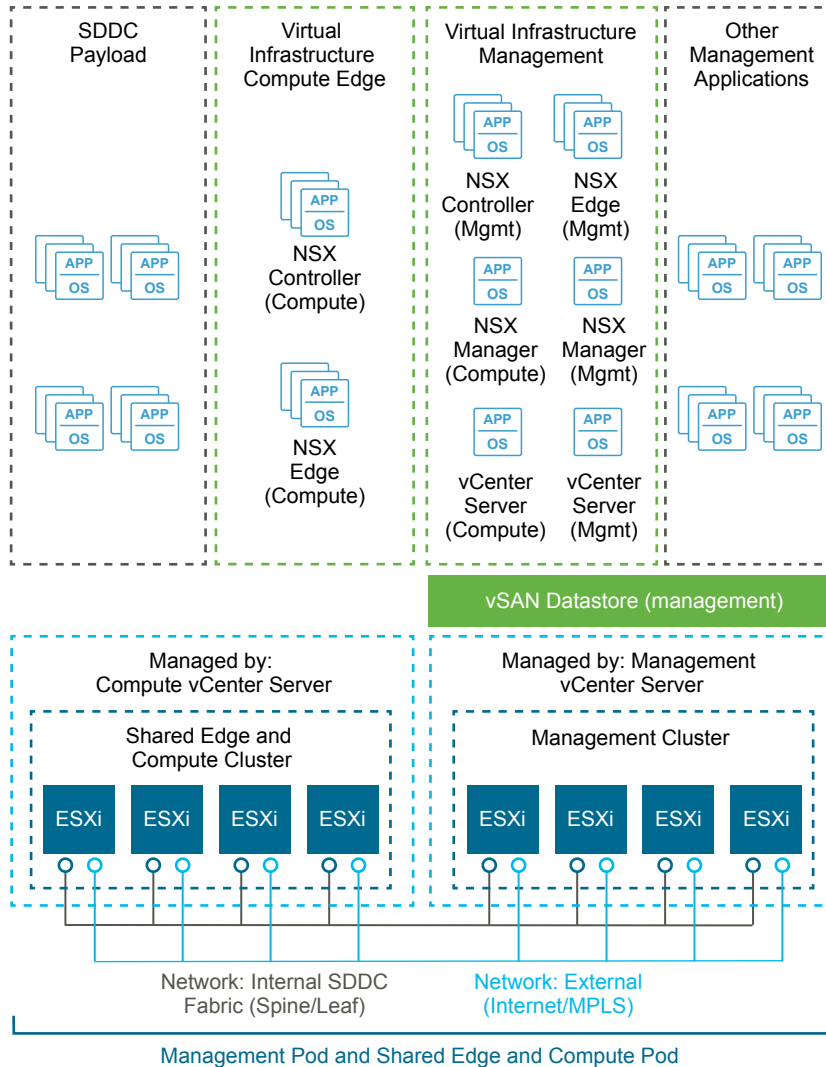 SDDC
Payload
Virtual
Infrastructure
Compute Edge
Virtual Infrastructure
Management
Other
Management
Applications
APP
OS
APP
OS
APP
OS
APP
OS
APP
OS
NSX
Controller
(Compute)
APP
OS
NSX
Edge
(Compute)
APP
OS
NSX
Controller
(Mgmt)
APP
OS
NSX
Edge
(Mgmt)
APP
OS
NSX
Manager
(Compute)
APP
OS
NSX
Manager
(Mgmt)
APP
OS
vCenter
Server
(Compute)
APP
OS
vCenter
Server
(Mgmt)
APP
OS
APP
OS
APP
OS
APP
OS
vSAN Datastore (management)
Managed by:
Compute vCenter Server
Shared Edge and
Compute Cluster
ESXi
ESXi
ESXi
ESXi
Managed by: Management
vCenter Server
Management Cluster
ESXi
ESXi
ESXi
ESXi
Network: Internal SDDC
Fabric (Spine/Leaf)
Network: External
(Internet/MPLS)
Management Pod and Shared Edge and Compute Pod